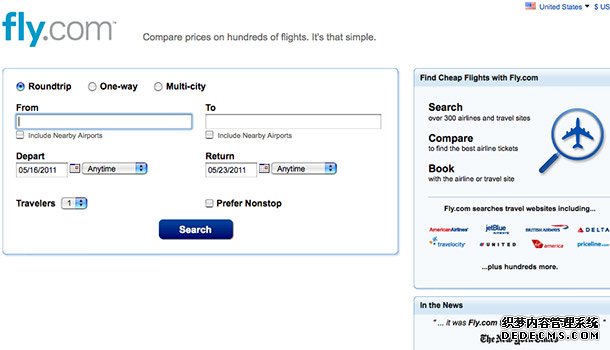 United States $ US
fly.com™
Compare prices on hundreds of flights. It's that simple.
Roundtrip One-way Multi-city
From To
Include Nearby Airports Include Nearby Airports
Depart Return
05/16/2011 Anytime 05/23/2011 Anytime
Travelers 1 Prefer Nonstop
Search
Find Cheap Flights with Fly.com
Search
over 300 airlines and travel sites
Compare
to find the best airline tickets
Book
with the airline or travel site
Fly.com searches travel websites including...
AmericanAirlines jetBlue AIRWAYS BRITISH AIRWAYS DELTA
travelocity UNITED america priceline.com
...plus hundreds more.
In the News
" ... it was Fly.com
The New York Times
织梦内容管理系统
DEDECMS.COM